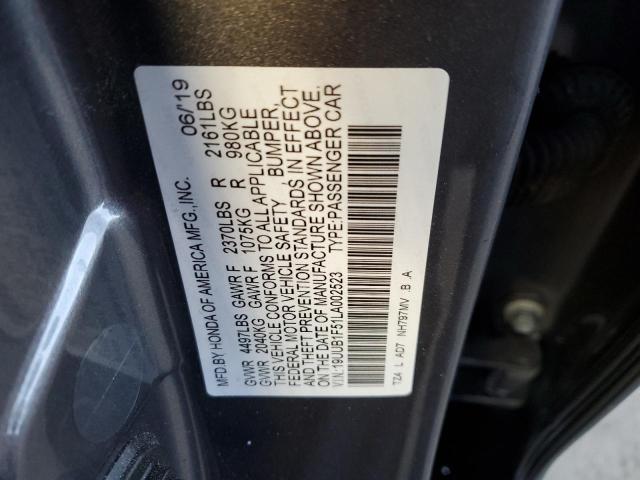 MFD BY HONDA OF AMERICA MFG., INC. 06/19
GVWR 4497LBS GAWR F 2370LBS R 2161LBS
GVWR 2040KG GAWR F 1075KG R 980KG
THIS VEHICLE CONFORMS TO ALL APPLICABLE
FEDERAL MOTOR VEHICLE SAFETY BUMPER,
AND THEFT PREVENTION STANDARDS IN EFFECT
ON THE DATE OF MANUFACTURE SHOWN ABOVE.
V.I.N.:19UUB1F51LA002523 TYPE:PASSENGER CAR
TZ4 L AD7 NH797MV .B .A